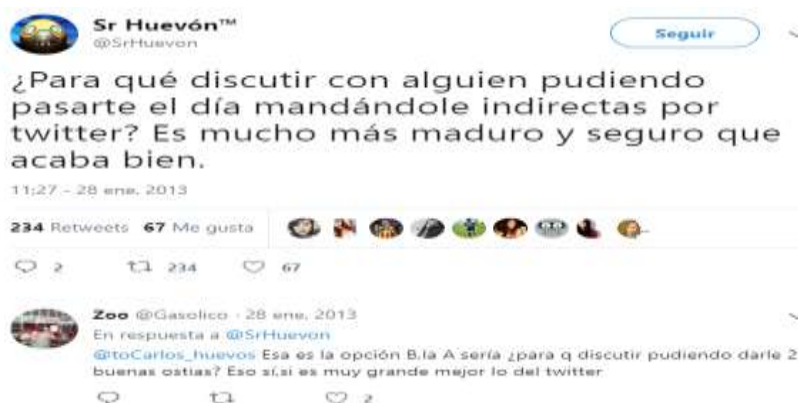 Sr Huevón™
@SrHuevon
Seguir
¿Para qué discutir con alguien pudiendo
pasarte el día mandándole indirectas por
twitter? Es mucho más maduro y seguro que
acaba bien.
11:27 - 28 ene. 2013
234 Retweets 67 Me gusta
2 234 67
Zoo @Gasolico · 28 ene. 2013
En respuesta a @SrHuevon
@toCarlos_huevos Esa es la opción B.la A sería ¿para q discutir pudiendo darle 2
buenas ostias? Eso sí,si es muy grande mejor lo del twitter
2